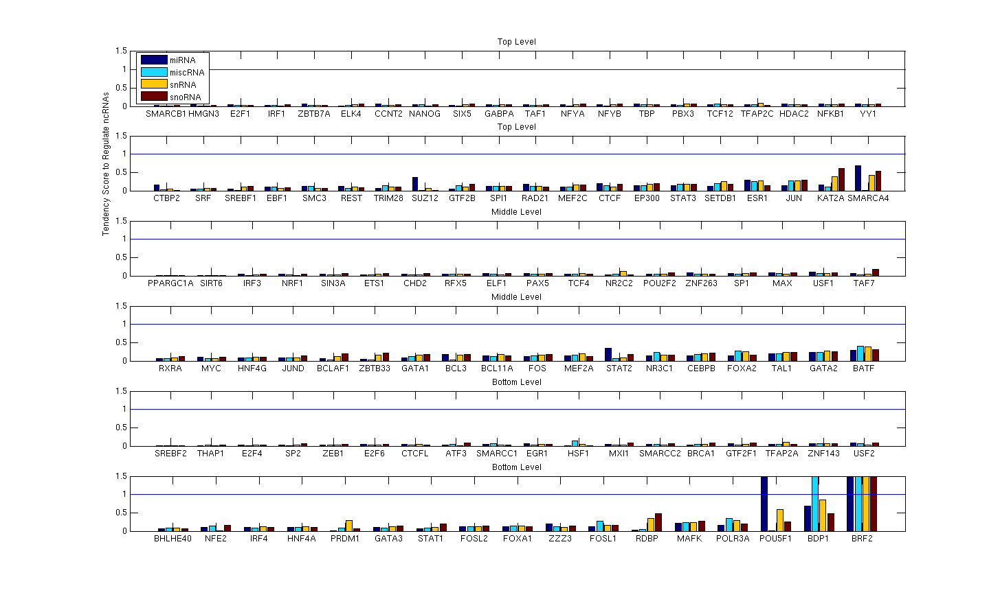 Top Level
1.5
1
0.5
0
miRNA
miscRNA
snRNA
snoRNA
SMARCB1 HMGN3 E2F1 IRF1 ZBTB7A ELK4 CCNT2 NANOG SIX5 GABPA TAF1 NFYA NFYB TBP PBX3 TCF12 TFAP2C HDAC2 NFKB1 YY1
Tendency Score to Regulate ncRNAs
Top Level
1.5
1
0.5
0
CTBP2 SRF SREBF1 EBF1 SMC3 REST TRIM28 SUZ12 GTF2B SPI1 RAD21 MEF2C CTCF EP300 STAT3 SETDB1 ESR1 JUN KAT2A SMARCA4
Middle Level
1.5
1
0.5
0
PPARGC1A SIRT6 IRF3 NRF1 SIN3A ETS1 CHD2 RFX5 ELF1 PAX5 TCF4 NR2C2 POU2F2 ZNF263 SP1 MAX USF1 TAF7
Middle Level
1.5
1
0.5
0
RXRA MYC HNF4G JUND BCLAF1 ZBTB33 GATA1 BCL3 BCL11A FOS MEF2A STAT2 NR3C1 CEBPB FOXA2 TAL1 GATA2 BATF
Bottom Level
1.5
1
0.5
0
SREBF2 THAP1 E2F4 SP2 ZEB1 E2F6 CTCFL ATF3 SMARCC1 EGR1 HSF1 MXI1 SMARCC2 BRCA1 GTF2F1 TFAP2A ZNF143 USF2
Bottom Level
1.5
1
0.5
0
BHLHE40 NFE2 IRF4 HNF4A PRDM1 GATA3 STAT1 FOSL2 FOXA1 ZZZ3 FOSL1 RDBP MAFK POLR3A POU5F1 BDP1 BRF2